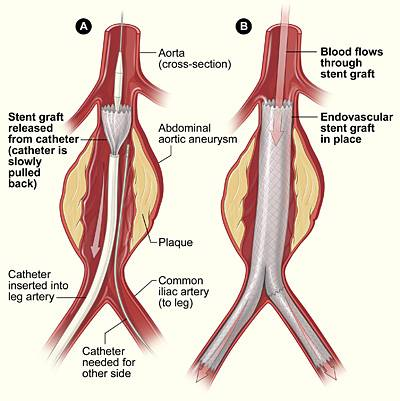 A
B
Aorta
(cross-section)
Blood flows
through
stent graft
Stent graft
released
from catheter
(catheter is
slowly
pulled
back)
Abdominal
aortic aneurysm
Endovascular
stent graft
in place
Plaque
Catheter
inserted into
leg artery
Common
iliac artery
(to leg)
Catheter
needed for
other side